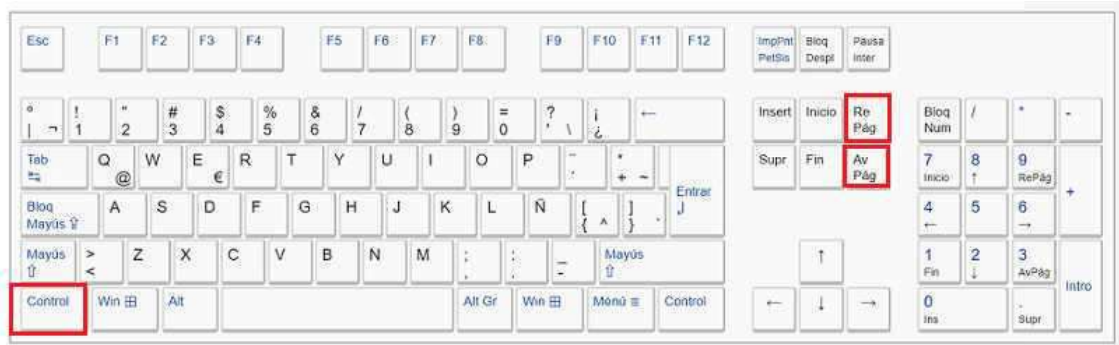 Esc F1 F2 F3 F4 F5 F6 F7 F8 F9 F10 F11 F12 ImpPnt Bloq Pausa
PetSis Despl Inter
° ! " # $ % & / ( ) = ? ¡ ← Insert Inicio Re Bloq / * -
| ¬ 1 2 3 4 5 6 7 8 9 0 ' \ ¿ Pág Num
Tab Q W E R T Y U I O P ¨ * Supr Fin Av 7 8 9 +
↹ @ € ´ + ~ Entrar Pág Inicio ↑ RePág
Bloq A S D F G H J K L Ñ [ ] ↲ 4 5 6
Mayús ⇧ { ^ } ` ← →
Mayús > Z X C V B N M ; : _ Mayús ↑ 1 2 3 Intro
⇧ < , . - ⇧ Fin ↓ AvPág
Control Win ⊞ Alt Alt Gr Win ⊞ Menú ≡ Control ← ↓ → 0 .
Ins Supr